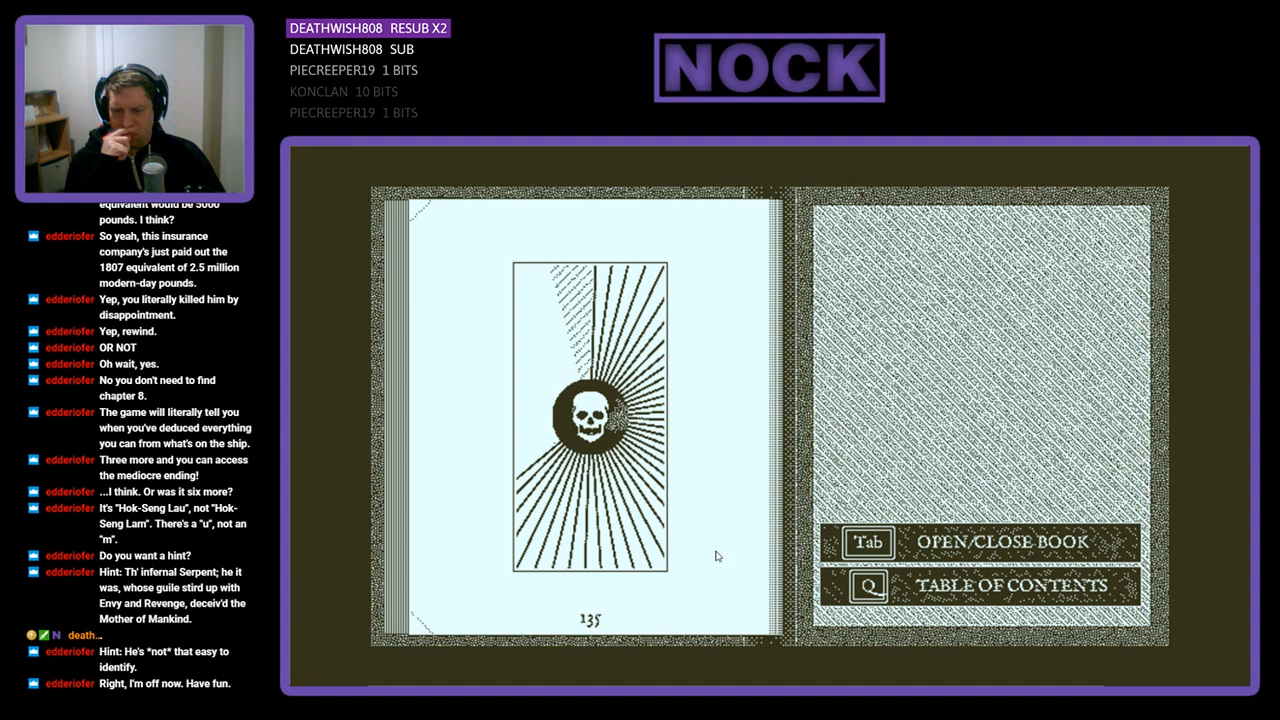 DEATHWISH808 RESUB X2
DEATHWISH808 SUB
PIECREEPER19 1 BITS
KONCLAN 10 BITS
PIECREEPER19 1 BITS
NOCK
equivalent would be 5000
pounds. I think?
edderiofer So yeah, this insurance
company's just paid out the
1807 equivalent of 2.5 million
modern-day pounds.
edderiofer Yep, you literally killed him by
disappointment.
edderiofer Yep, rewind.
edderiofer OR NOT
edderiofer Oh wait, yes.
edderiofer No you don't need to find
chapter 8.
edderiofer The game will literally tell you
when you've deduced everything
you can from what's on the ship.
edderiofer Three more and you can access
the mediocre ending!
edderiofer ...I think. Or was it six more?
edderiofer It's "Hok-Seng Lau", not "Hok-
Seng Lam". There's a "u", not an
"m".
edderiofer Do you want a hint?
edderiofer Hint: Th' infernal Serpent; he it
was, whose guile stird up with
Envy and Revenge, deceiv'd the
Mother of Mankind.
N death...
edderiofer Hint: He's *not* that easy to
identify.
edderiofer Right, I'm off now. Have fun.
135
Tab OPEN/CLOSE BOOK
Q TABLE OF CONTENTS